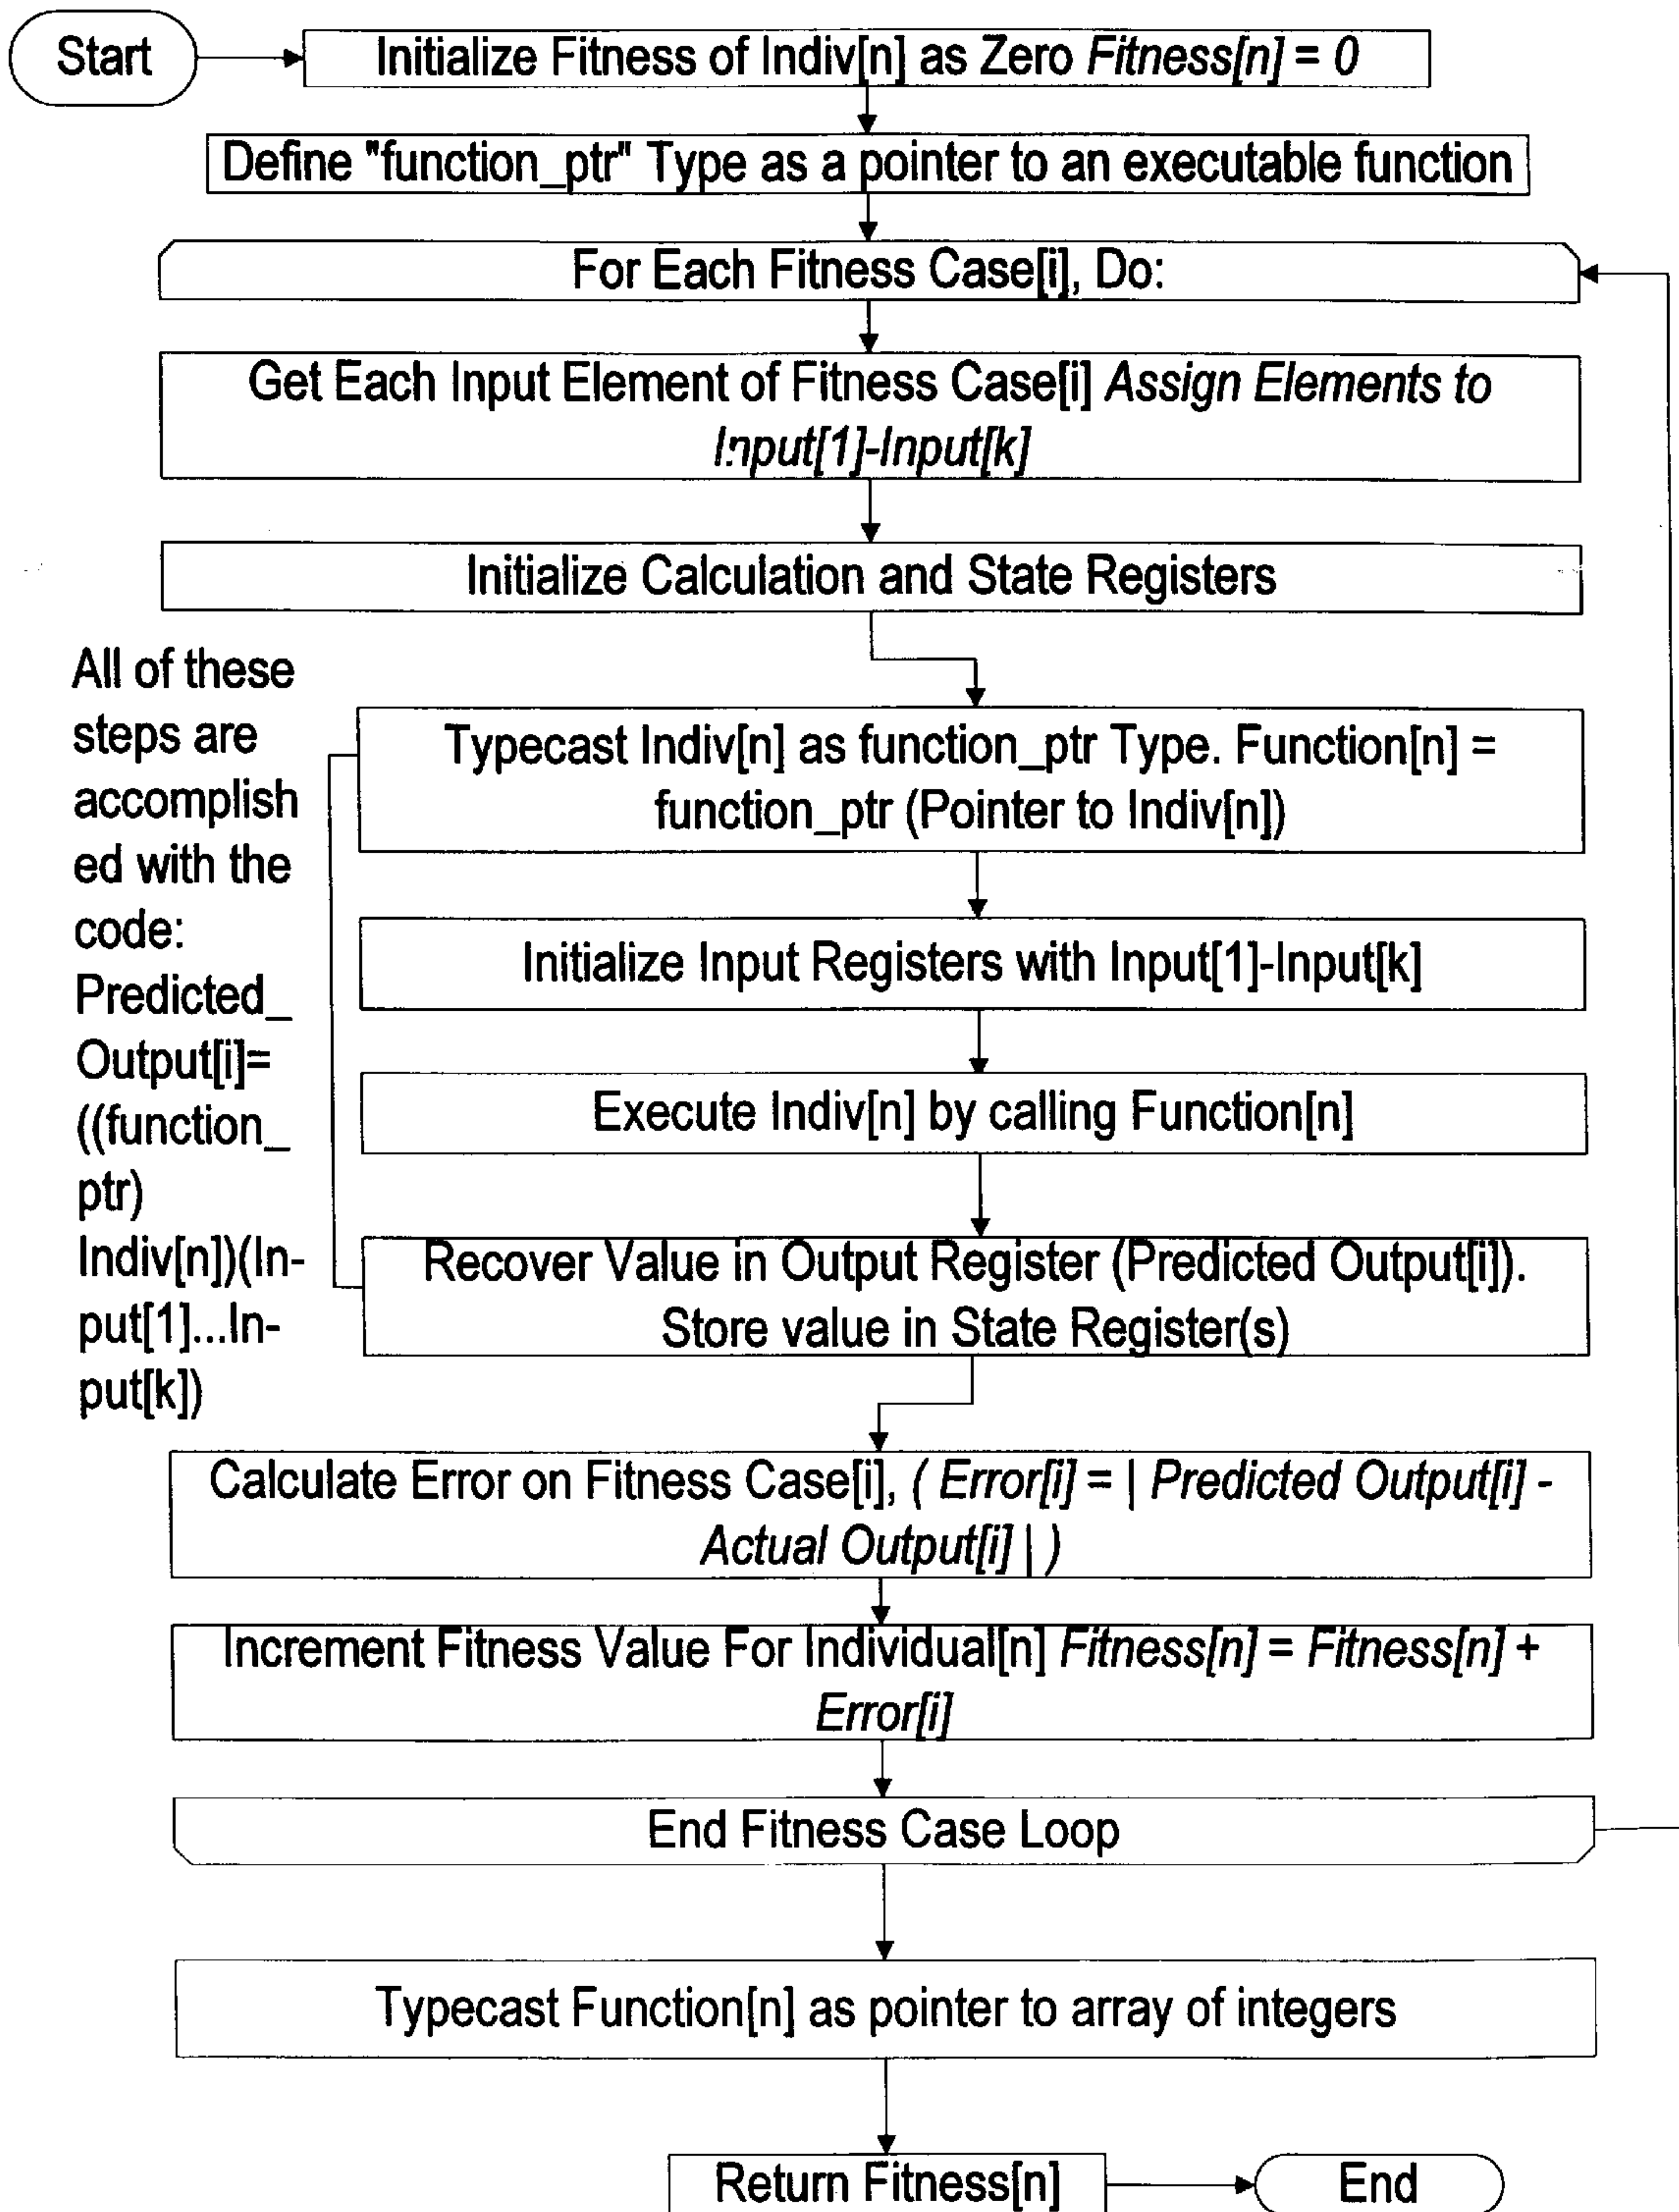 Start
Initialize Fitness of Indiv[n] as Zero Fitness[n] = 0
Define "function_ptr" Type as a pointer to an executable function
For Each Fitness Case[i], Do:
Get Each Input Element of Fitness Case[i] Assign Elements to
Input[1]-Input[k]
Initialize Calculation and State Registers
All of these
steps are
accomplish
ed with the
code:
Predicted_
Output[i]=
((function_
ptr)
Indiv[n])(In-
put[1]...In-
put[k])
Typecast Indiv[n] as function_ptr Type. Function[n] =
function_ptr (Pointer to Indiv[n])
Initialize Input Registers with Input[1]-Input[k]
Execute Indiv[n] by calling Function[n]
Recover Value in Output Register (Predicted Output[i]).
Store value in State Register(s)
Calculate Error on Fitness Case[i], ( Error[i] = | Predicted Output[i] -
Actual Output[i] | )
Increment Fitness Value For Individual[n] Fitness[n] = Fitness[n] +
Error[i]
End Fitness Case Loop
Typecast Function[n] as pointer to array of integers
Return Fitness[n]
End